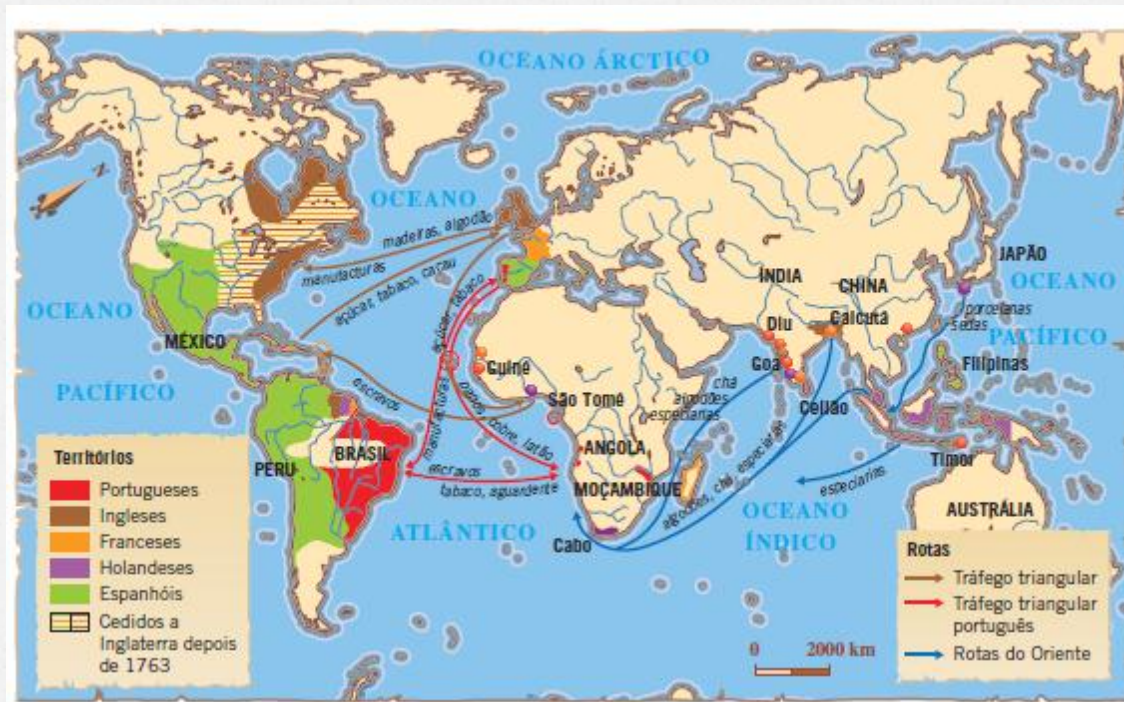 OCEANO ÁRCTICO
N
OCEANO
madeiras, algodão
manufacturas
açúcar, tabaco, cacau
açúcar, tabaco
JAPÃO
ÍNDIA
CHINA
OCEANO
OCEANO
Diu
Calcutá
porcelanas
sedas
MÉXICO
PACÍFICO
Goa
Filipinas
PACÍFICO
Guiné
escravos
manufacturas
panos, cobre, latão
São Tomé
chá
algodões
especiarias
Ceilão
BRASIL
ANGOLA
PERU
escravos
tabaco, aguardente
MOÇAMBIQUE
algodões, chá, especiarias
Timor
especiarias
ATLÂNTICO
Cabo
OCEANO
ÍNDICO
AUSTRÁLIA
Territórios
Portugueses
Ingleses
Franceses
Holandeses
Espanhóis
Cedidos a
Inglaterra depois
de 1763
0 2000 km
Rotas
Tráfego triangular
Tráfego triangular
português
Rotas do Oriente